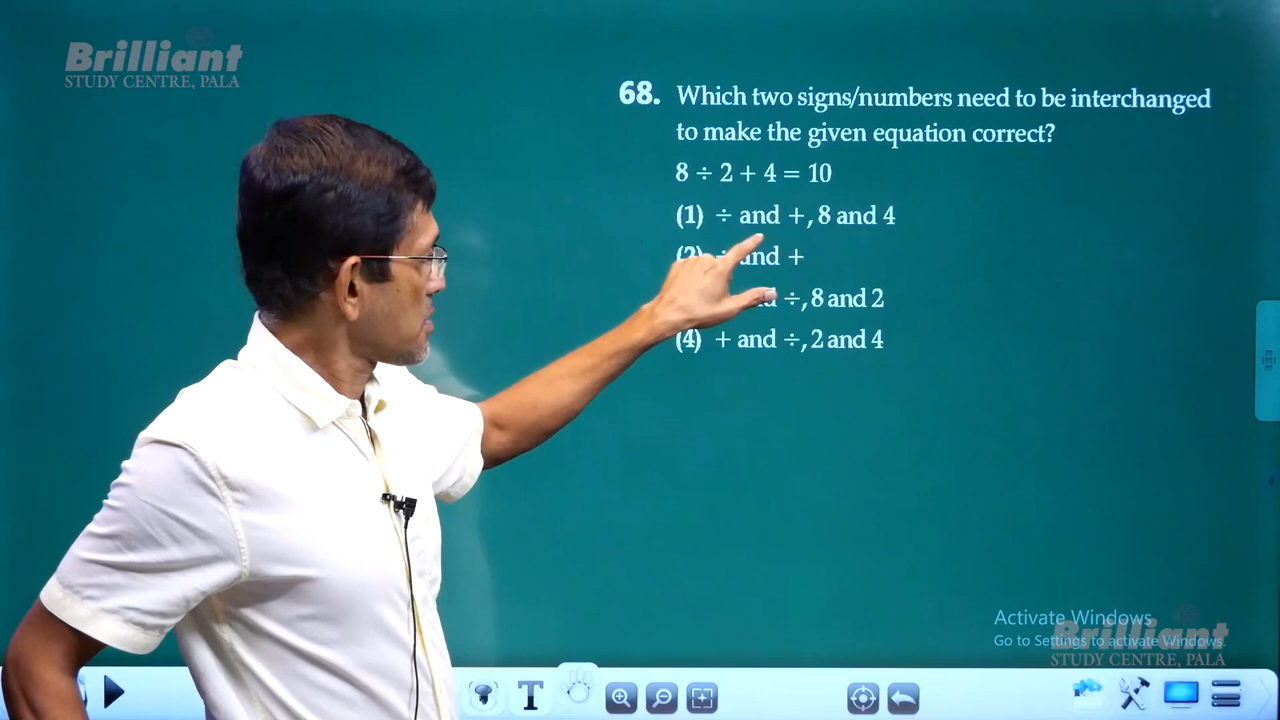 Brilliant
STUDY CENTRE, PALA
68. Which two signs/numbers need to be interchanged
to make the given equation correct?
8 ÷ 2 + 4 = 10
(1) ÷ and +, 8 and 4
(2) ÷ and +
÷, 8 and 2
(4) + and ÷, 2 and 4
Activate Windows
Go to Settings to activate Windows.
Brilliant
STUDY CENTRE, PALA
T